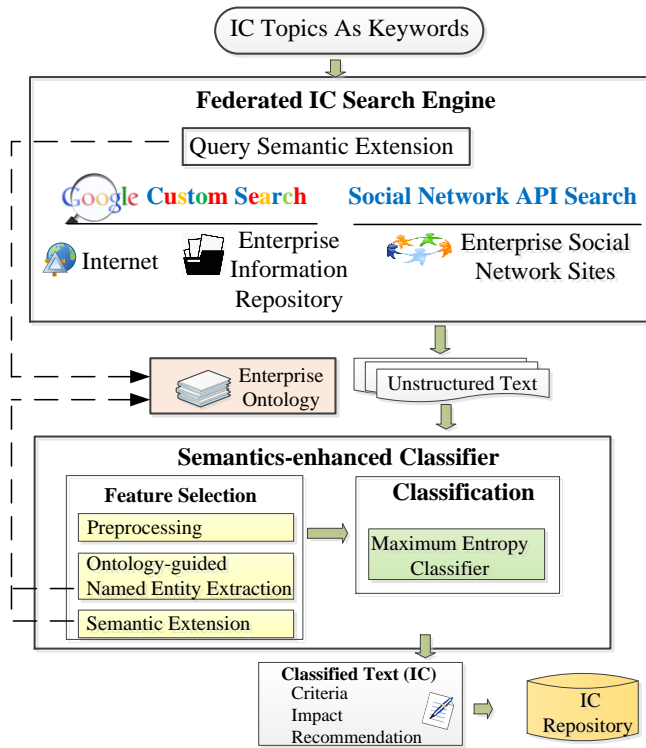 IC Topics As Keywords
Federated IC Search Engine
Query Semantic Extension
Google Custom Search
Social Network API Search
Internet
Enterprise
Information
Repository
Enterprise Social
Network Sites
Enterprise
Ontology
Unstructured Text
Semantics-enhanced Classifier
Feature Selection
Preprocessing
Ontology-guided
Named Entity Extraction
Semantic Extension
Classification
Maximum Entropy
Classifier
Classified Text (IC)
Criteria
Impact
Recommendation
IC
Repository